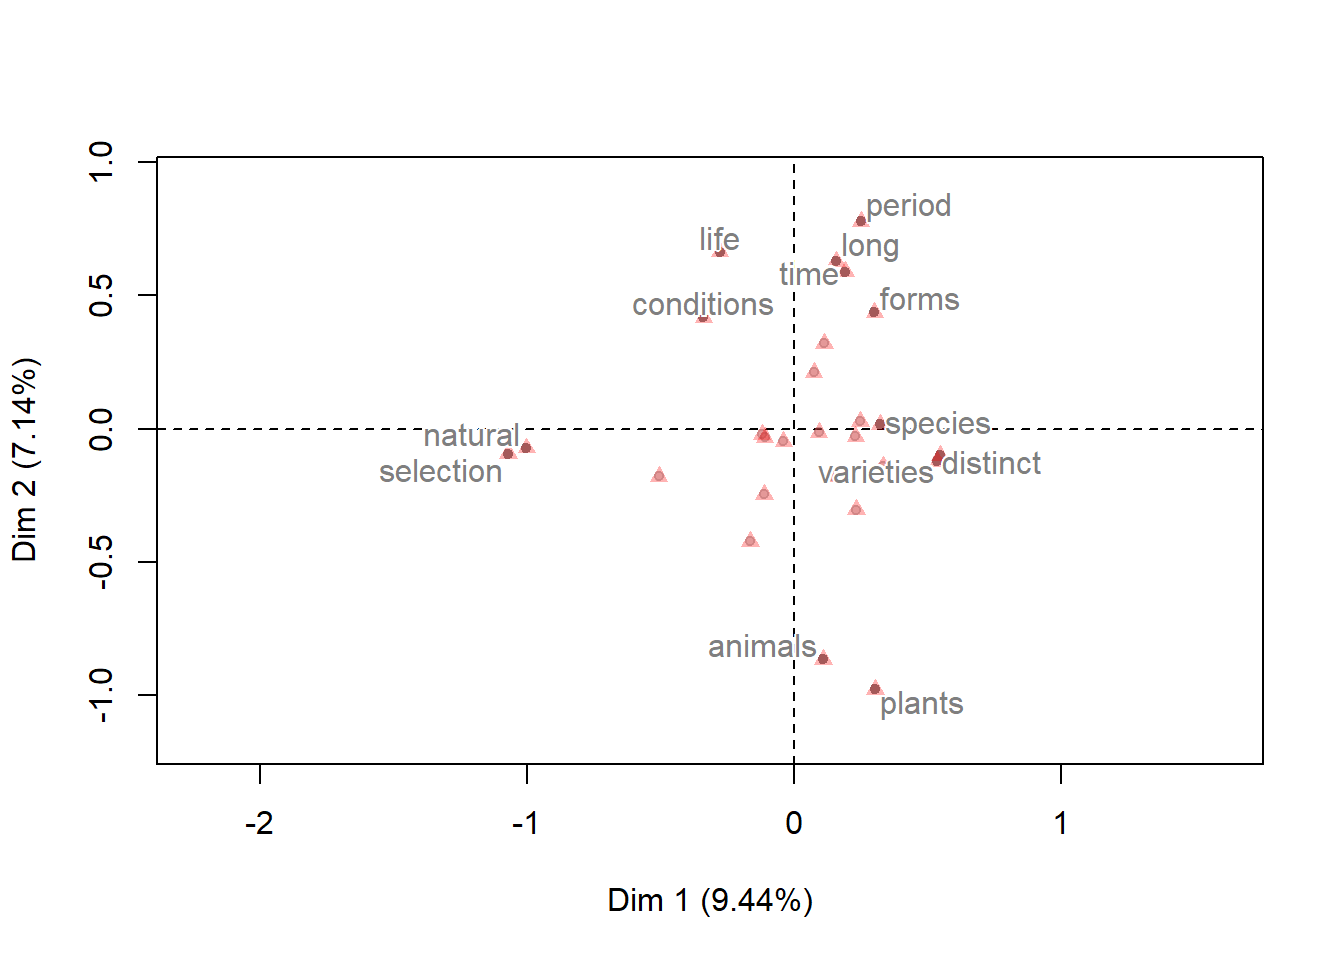 1.0
0.5
0.0
-0.5
-1.0
Dim 2 (7.14%)
period
life
long
time
forms
conditions
species
natural
distinct
varieties
selection
animals
plants
-2
-1
0
1
Dim 1 (9.44%)